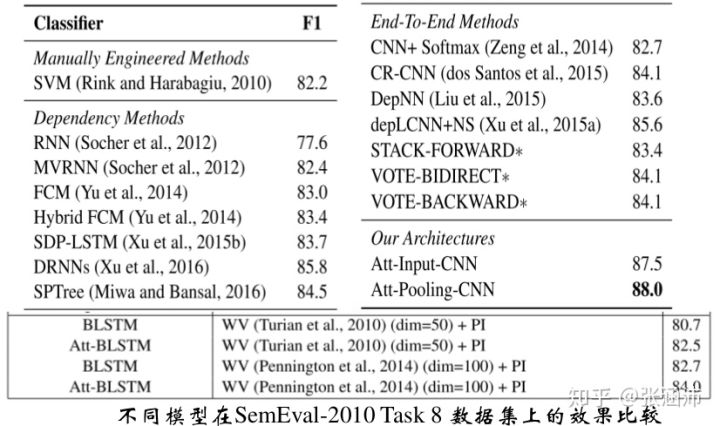 Classifier F1
Manually Engineered Methods
SVM (Rink and Harabagiu, 2010) 82.2
Dependency Methods
RNN (Socher et al., 2012) 77.6
MVRNN (Socher et al., 2012) 82.4
FCM (Yu et al., 2014) 83.0
Hybrid FCM (Yu et al., 2014) 83.4
SDP-LSTM (Xu et al., 2015b) 83.7
DRNNs (Xu et al., 2016) 85.8
SPTree (Miwa and Bansal, 2016) 84.5
End-To-End Methods
CNN+ Softmax (Zeng et al., 2014) 82.7
CR-CNN (dos Santos et al., 2015) 84.1
DepNN (Liu et al., 2015) 83.6
depLCNN+NS (Xu et al., 2015a) 85.6
STACK-FORWARD∗ 83.4
VOTE-BIDIRECT∗ 84.1
VOTE-BACKWARD∗ 84.1
Our Architectures
Att-Input-CNN 87.5
Att-Pooling-CNN 88.0
BLSTM WV (Turian et al., 2010) (dim=50) + PI 80.7
Att-BLSTM WV (Turian et al., 2010) (dim=50) + PI 82.5
BLSTM WV (Pennington et al., 2014) (dim=100) + PI 82.7
Att-BLSTM WV (Pennington et al., 2014) (dim=100) + PI 84.0
知乎 @张涵沛
不同模型在SemEval-2010 Task 8 数据集上的效果比较